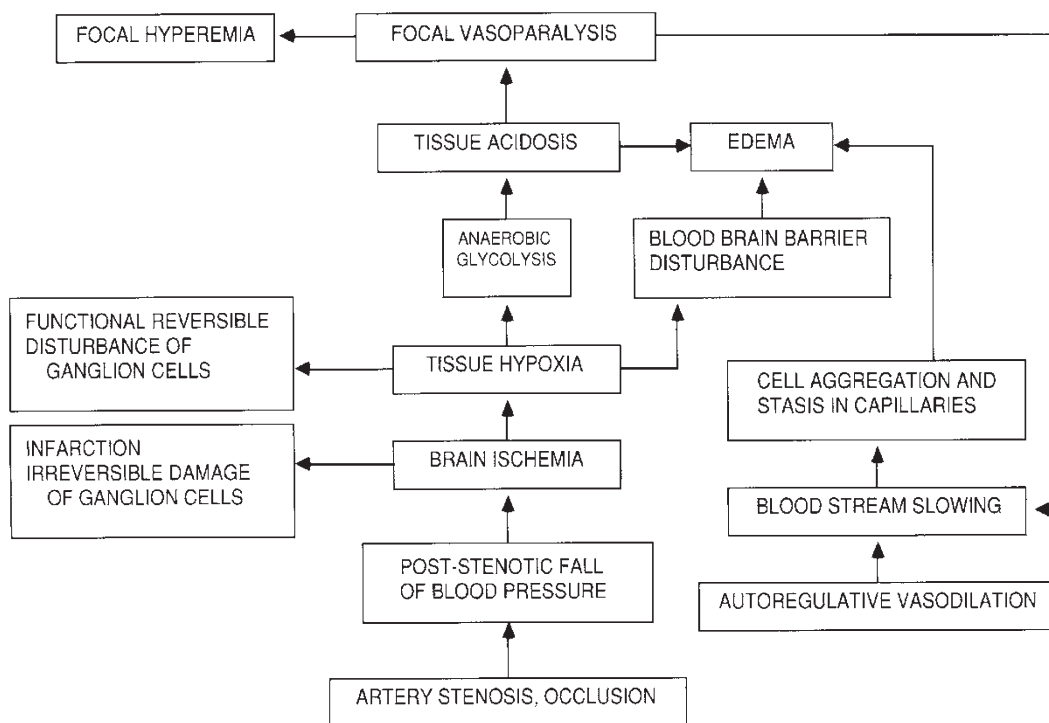 FOCAL HYPEREMIA
FOCAL VASOPARALYSIS
TISSUE ACIDOSIS
EDEMA
ANAEROBIC
GLYCOLYSIS
BLOOD BRAIN BARRIER
DISTURBANCE
FUNCTIONAL REVERSIBLE
DISTURBANCE OF
GANGLION CELLS
TISSUE HYPOXIA
CELL AGGREGATION AND
STASIS IN CAPILLARIES
INFARCTION
IRREVERSIBLE DAMAGE
OF GANGLION CELLS
BRAIN ISCHEMIA
BLOOD STREAM SLOWING
POST-STENOTIC FALL
OF BLOOD PRESSURE
AUTOREGULATIVE VASODILATION
ARTERY STENOSIS, OCCLUSION